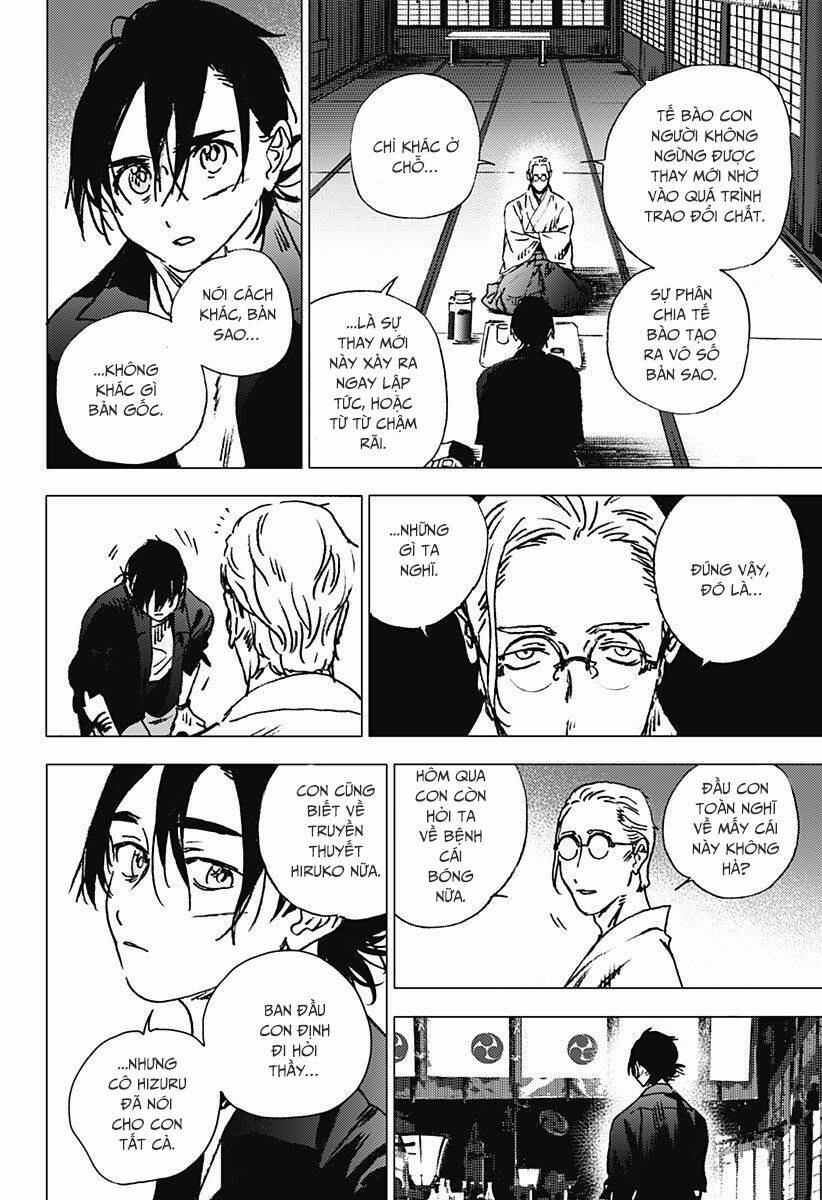 TẾ BÀO CON
NGƯỜI KHÔNG
NGỪNG ĐƯỢC
THAY MỚI NHỜ
VÀO QUÁ TRÌNH
TRAO ĐỔI CHẤT.
SỰ PHÂN
CHIA TẾ
BÀO TẠO
RA VÔ SỐ
BẢN SAO.
CHỈ KHÁC Ở
CHỖ...
...LÀ SỰ
THAY MỚI
NÀY XẢY RA
NGAY LẬP
TỨC, HOẶC
TỪ TỪ CHẬM
RÃI.
NÓI CÁCH
KHÁC, BẢN
SAO...
...KHÔNG
KHÁC GÌ
BẢN GỐC.
ĐÚNG VẬY,
ĐÓ LÀ...
...NHỮNG
GÌ TA
NGHĨ.
ĐẦU CON
TOÀN NGHĨ
VỀ MẤY CÁI
NÀY KHÔNG
HÀ?
HÔM QUA
CON CÒN
HỎI TA
VỀ BỆNH
CÁI
BÓNG
NỮA.
CON CŨNG
BIẾT VỀ
TRUYỀN
THUYẾT
HIRUKO NỮA.
BAN ĐẦU
CON ĐỊNH
ĐI HỎI
THẦY...
...NHƯNG
CÔ HIZURU
ĐÃ NÓI
CHO CON
TẤT CẢ.